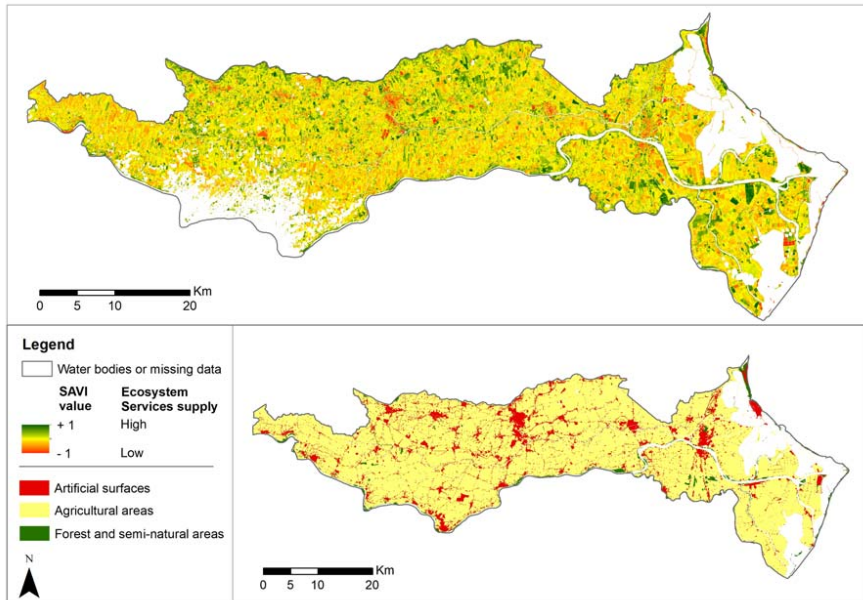 Km
0 5 10 20
Legend
Water bodies or missing data
SAVI value
Ecosystem Services supply
+ 1 High
- 1 Low
Artificial surfaces
Agricultural areas
Forest and semi-natural areas
N
Km
0 5 10 20